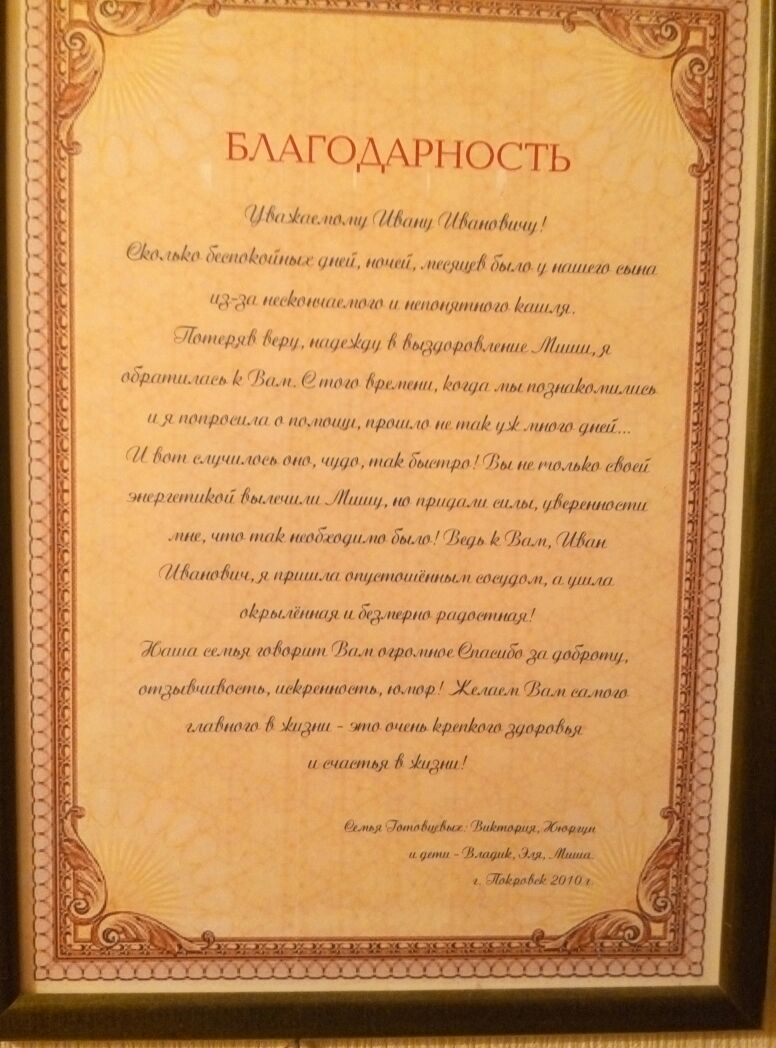 БЛАГОДАРНОСТЬ
Уважаемому Ивану Ивановичу!
Сколько беспокойных дней, ночей, месяцев было у нашего сына
из-за нескончаемого и непонятного кашля.
Потеряв веру, надежду в выздоровление Миши, я
обратилась к Вам. С того времени, когда мы познакомились
и я попросила о помощи, прошло не так уж много дней...
И вот случилось оно, чудо, так быстро! Вы не только своей
энергетикой вылечили Мишу, но придали силы, уверенности
мне, что так необходимо было! Ведь к Вам, Иван
Иванович, я пришла опустошённым сосудом, а ушла
окрылённая и безмерно радостная!
Наша семья говорит Вам огромное Спасибо за доброту,
отзывчивость, искренность, юмор! Желаем Вам самого
главного в жизни - это очень крепкого здоровья
и счастья в жизни!
Семья Готовцевых: Виктория, Нюргун
и дети - Владик, Эля, Миша.
г. Покровск 2010 г.